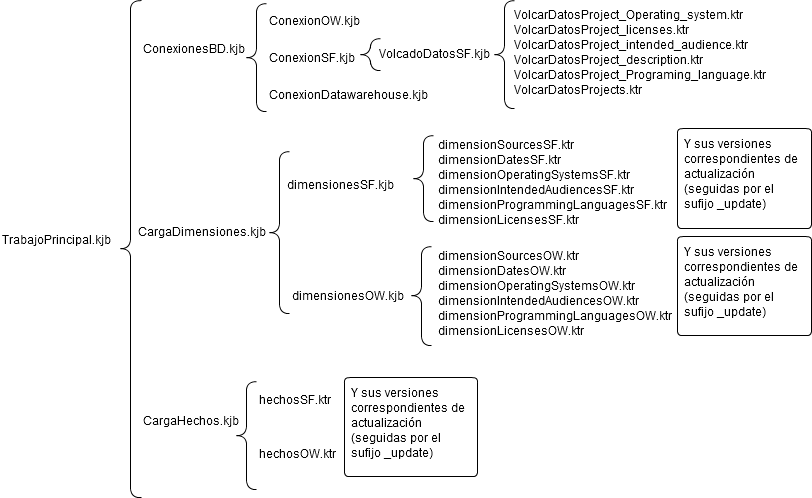 TrabajoPrincipal.kjb
ConexionesBD.kjb
ConexionOW.kjb
ConexionSF.kjb
VolcadoDatosSF.kjb
VolcarDatosProject_Operating_system.ktr
VolcarDatosProject_licenses.ktr
VolcarDatosProject_intended_audience.ktr
VolcarDatosProject_description.ktr
VolcarDatosProject_Programing_language.ktr
VolcarDatosProjects.ktr
ConexionDatawarehouse.kjb
CargaDimensiones.kjb
dimensionesSF.kjb
dimensionSourcesSF.ktr
dimensionDatesSF.ktr
dimensionOperatingSystemsSF.ktr
dimensionIntendedAudiencesSF.ktr
dimensionProgrammingLanguagesSF.ktr
dimensionLicensesSF.ktr
Y sus versiones
correspondientes de
actualización
(seguidas por el
sufijo _update)
dimensionesOW.kjb
dimensionSourcesOW.ktr
dimensionDatesOW.ktr
dimensionOperatingSystemsOW.ktr
dimensionIntendedAudiencesOW.ktr
dimensionProgrammingLanguagesOW.ktr
dimensionLicensesOW.ktr
Y sus versiones
correspondientes de
actualización
(seguidas por el
sufijo _update)
CargaHechos.kjb
hechosSF.ktr
hechosOW.ktr
Y sus versiones
correspondientes de
actualización
(seguidas por el
sufijo _update)